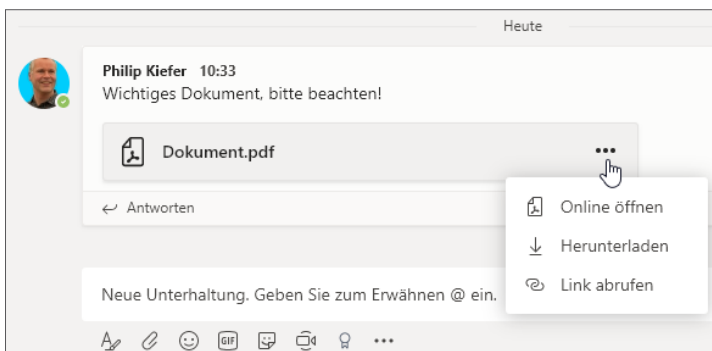 Heute
Philip Kiefer 10:33
Wichtiges Dokument, bitte beachten!
Dokument.pdf
Antworten
Online öffnen
Herunterladen
Link abrufen
Neue Unterhaltung. Geben Sie zum Erwähnen @ ein.
GIF